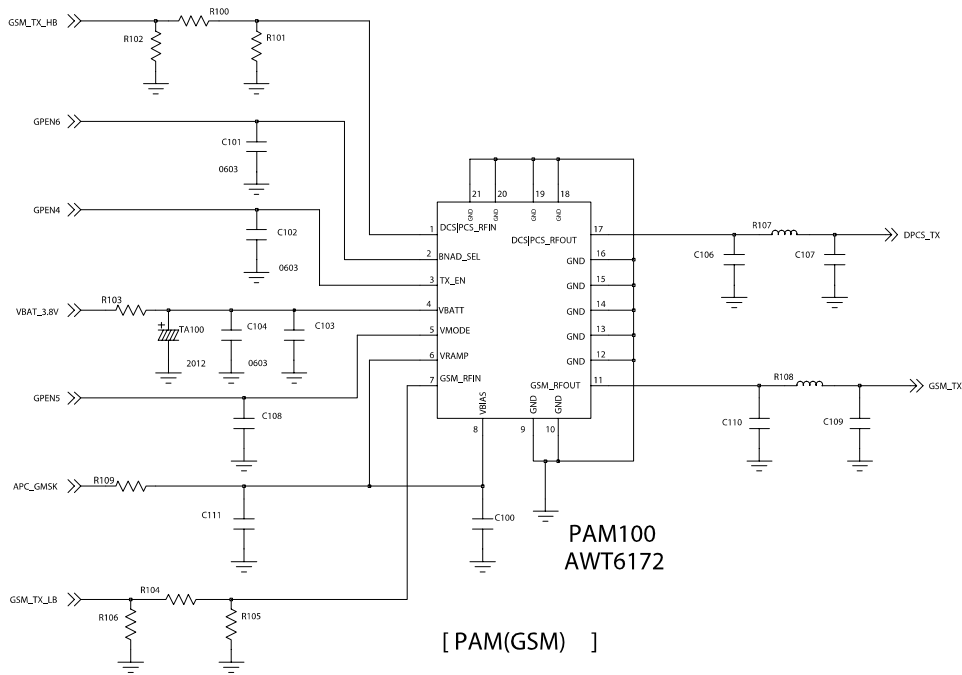 GSM_TX_HB
R100
R102
R101
GPEN6
C101
0603
GPEN4
C102
0603
VBAT_3.8V
R103
TA100
2012
C104
0603
C103
GPEN5
C108
APC_GMSK
R109
C111
C100
GSM_TX_LB
R104
R106
R105
21
20
19
18
GND
GND
GND
GND
1
DCS|PCS_RFIN
2
BNAD_SEL
3
TX_EN
4
VBATT
5
VMODE
6
VRAMP
7
GSM_RFIN
VBIAS
8
GND
9
GND
10
DCS|PCS_RFOUT
17
GND
16
GND
15
GND
14
GND
13
GND
12
GSM_RFOUT
11
R107
C106
C107
DPCS_TX
R108
C110
C109
GSM_TX
PAM100
AWT6172
[ PAM(GSM) ]